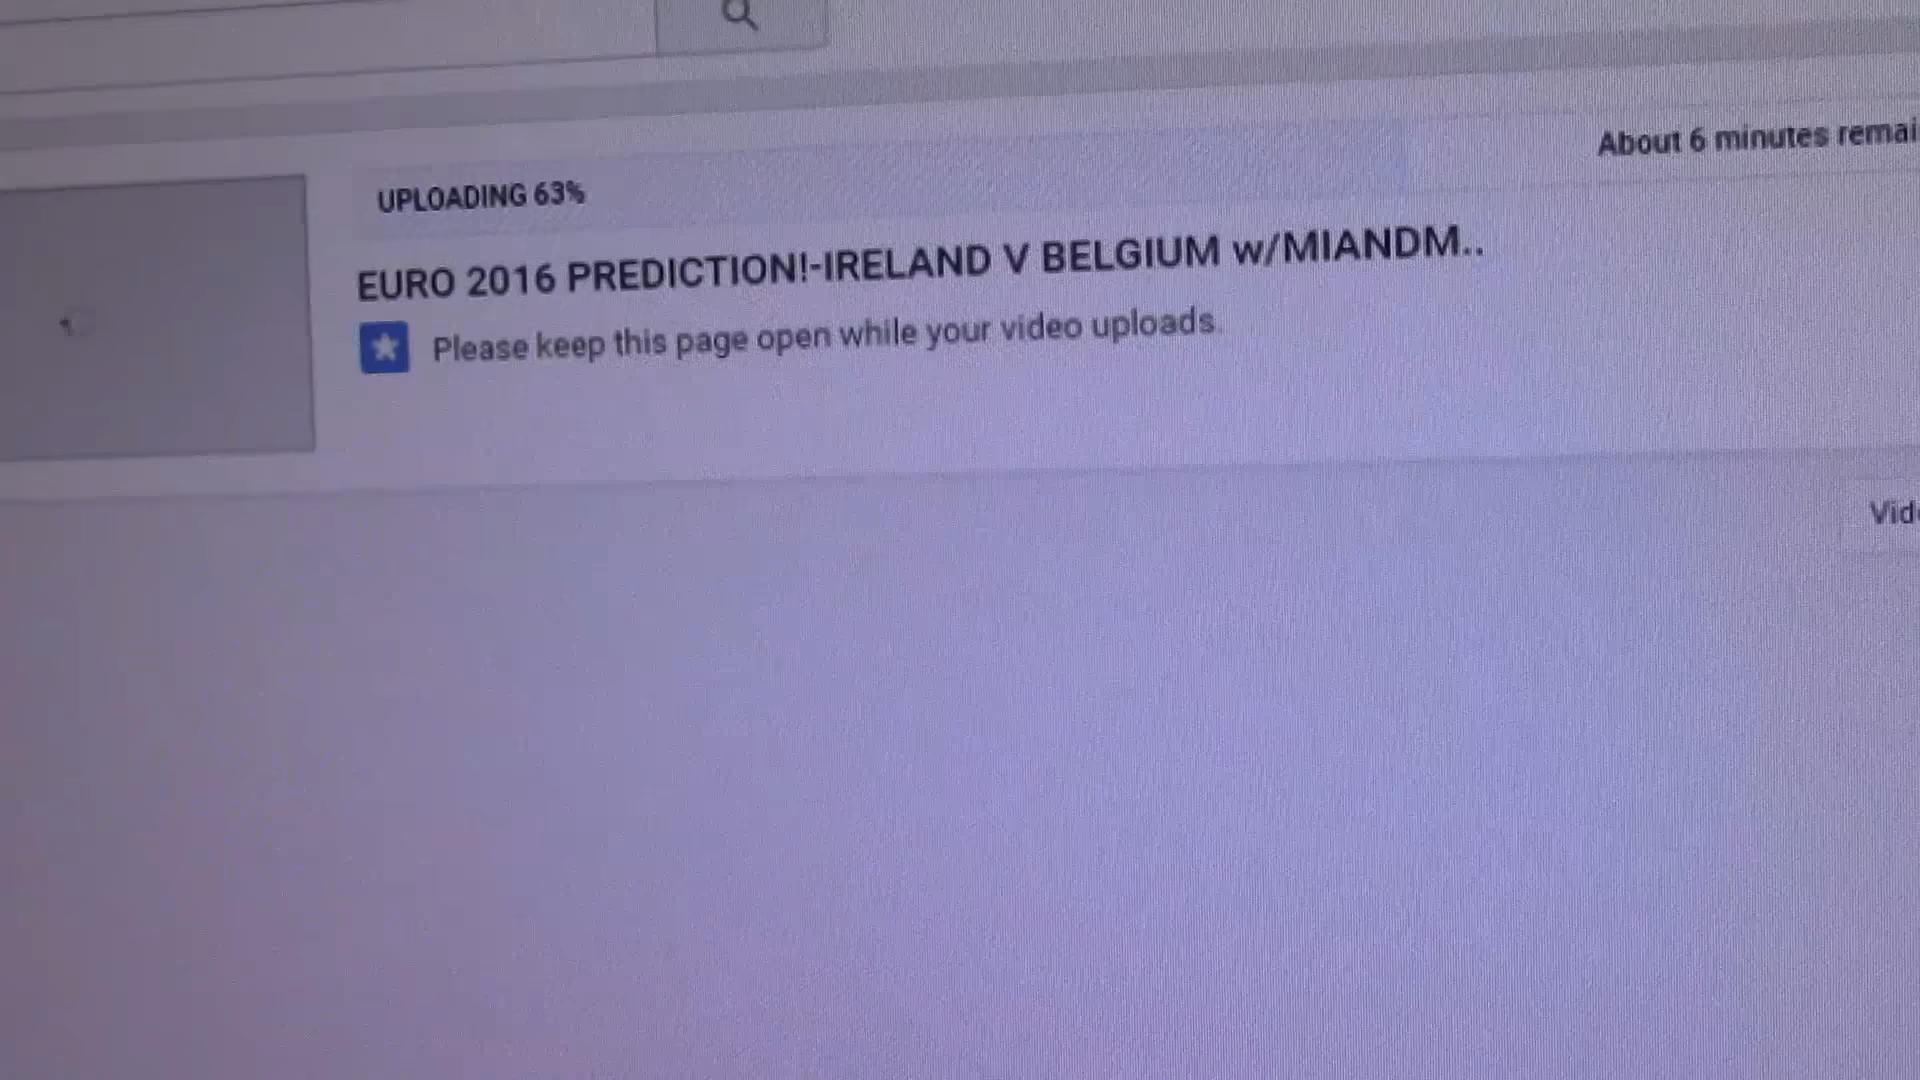 About 6 minutes remai
UPLOADING 63%
EURO 2016 PREDICTION!-IRELAND V BELGIUM w/MIANDM..
Please keep this page open while your video uploads.
Vid